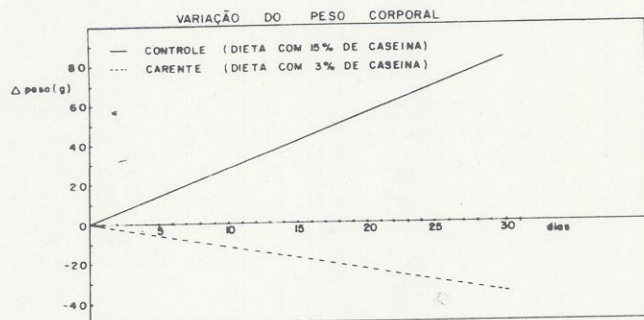 VARIAÇÃO DO PESO CORPORAL
CONTROLE (DIETA COM 15% DE CASEINA)
CARENTE (DIETA COM 3% DE CASEINA)
Δ peso(g)
80
60
40
20
0
-20
-40
5 10 15 20 25 30 dias